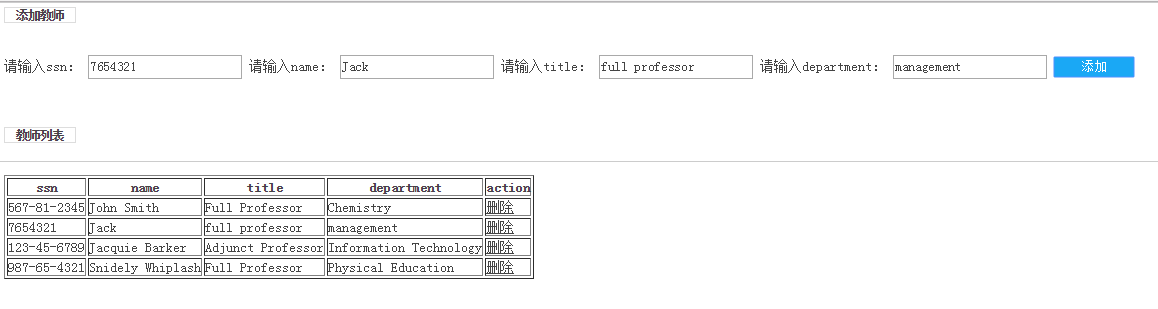 添加教师
请输入ssn: 7654321 请输入name: Jack 请输入title: full professor 请输入department: management 添加
教师列表
ssn name title department action
567-81-2345 John Smith Full Professor Chemistry 删除
7654321 Jack full professor management 删除
123-45-6789 Jacquie Barker Adjunct Professor Information Technology 删除
987-65-4321 Snidely Whiplash Full Professor Physical Education 删除